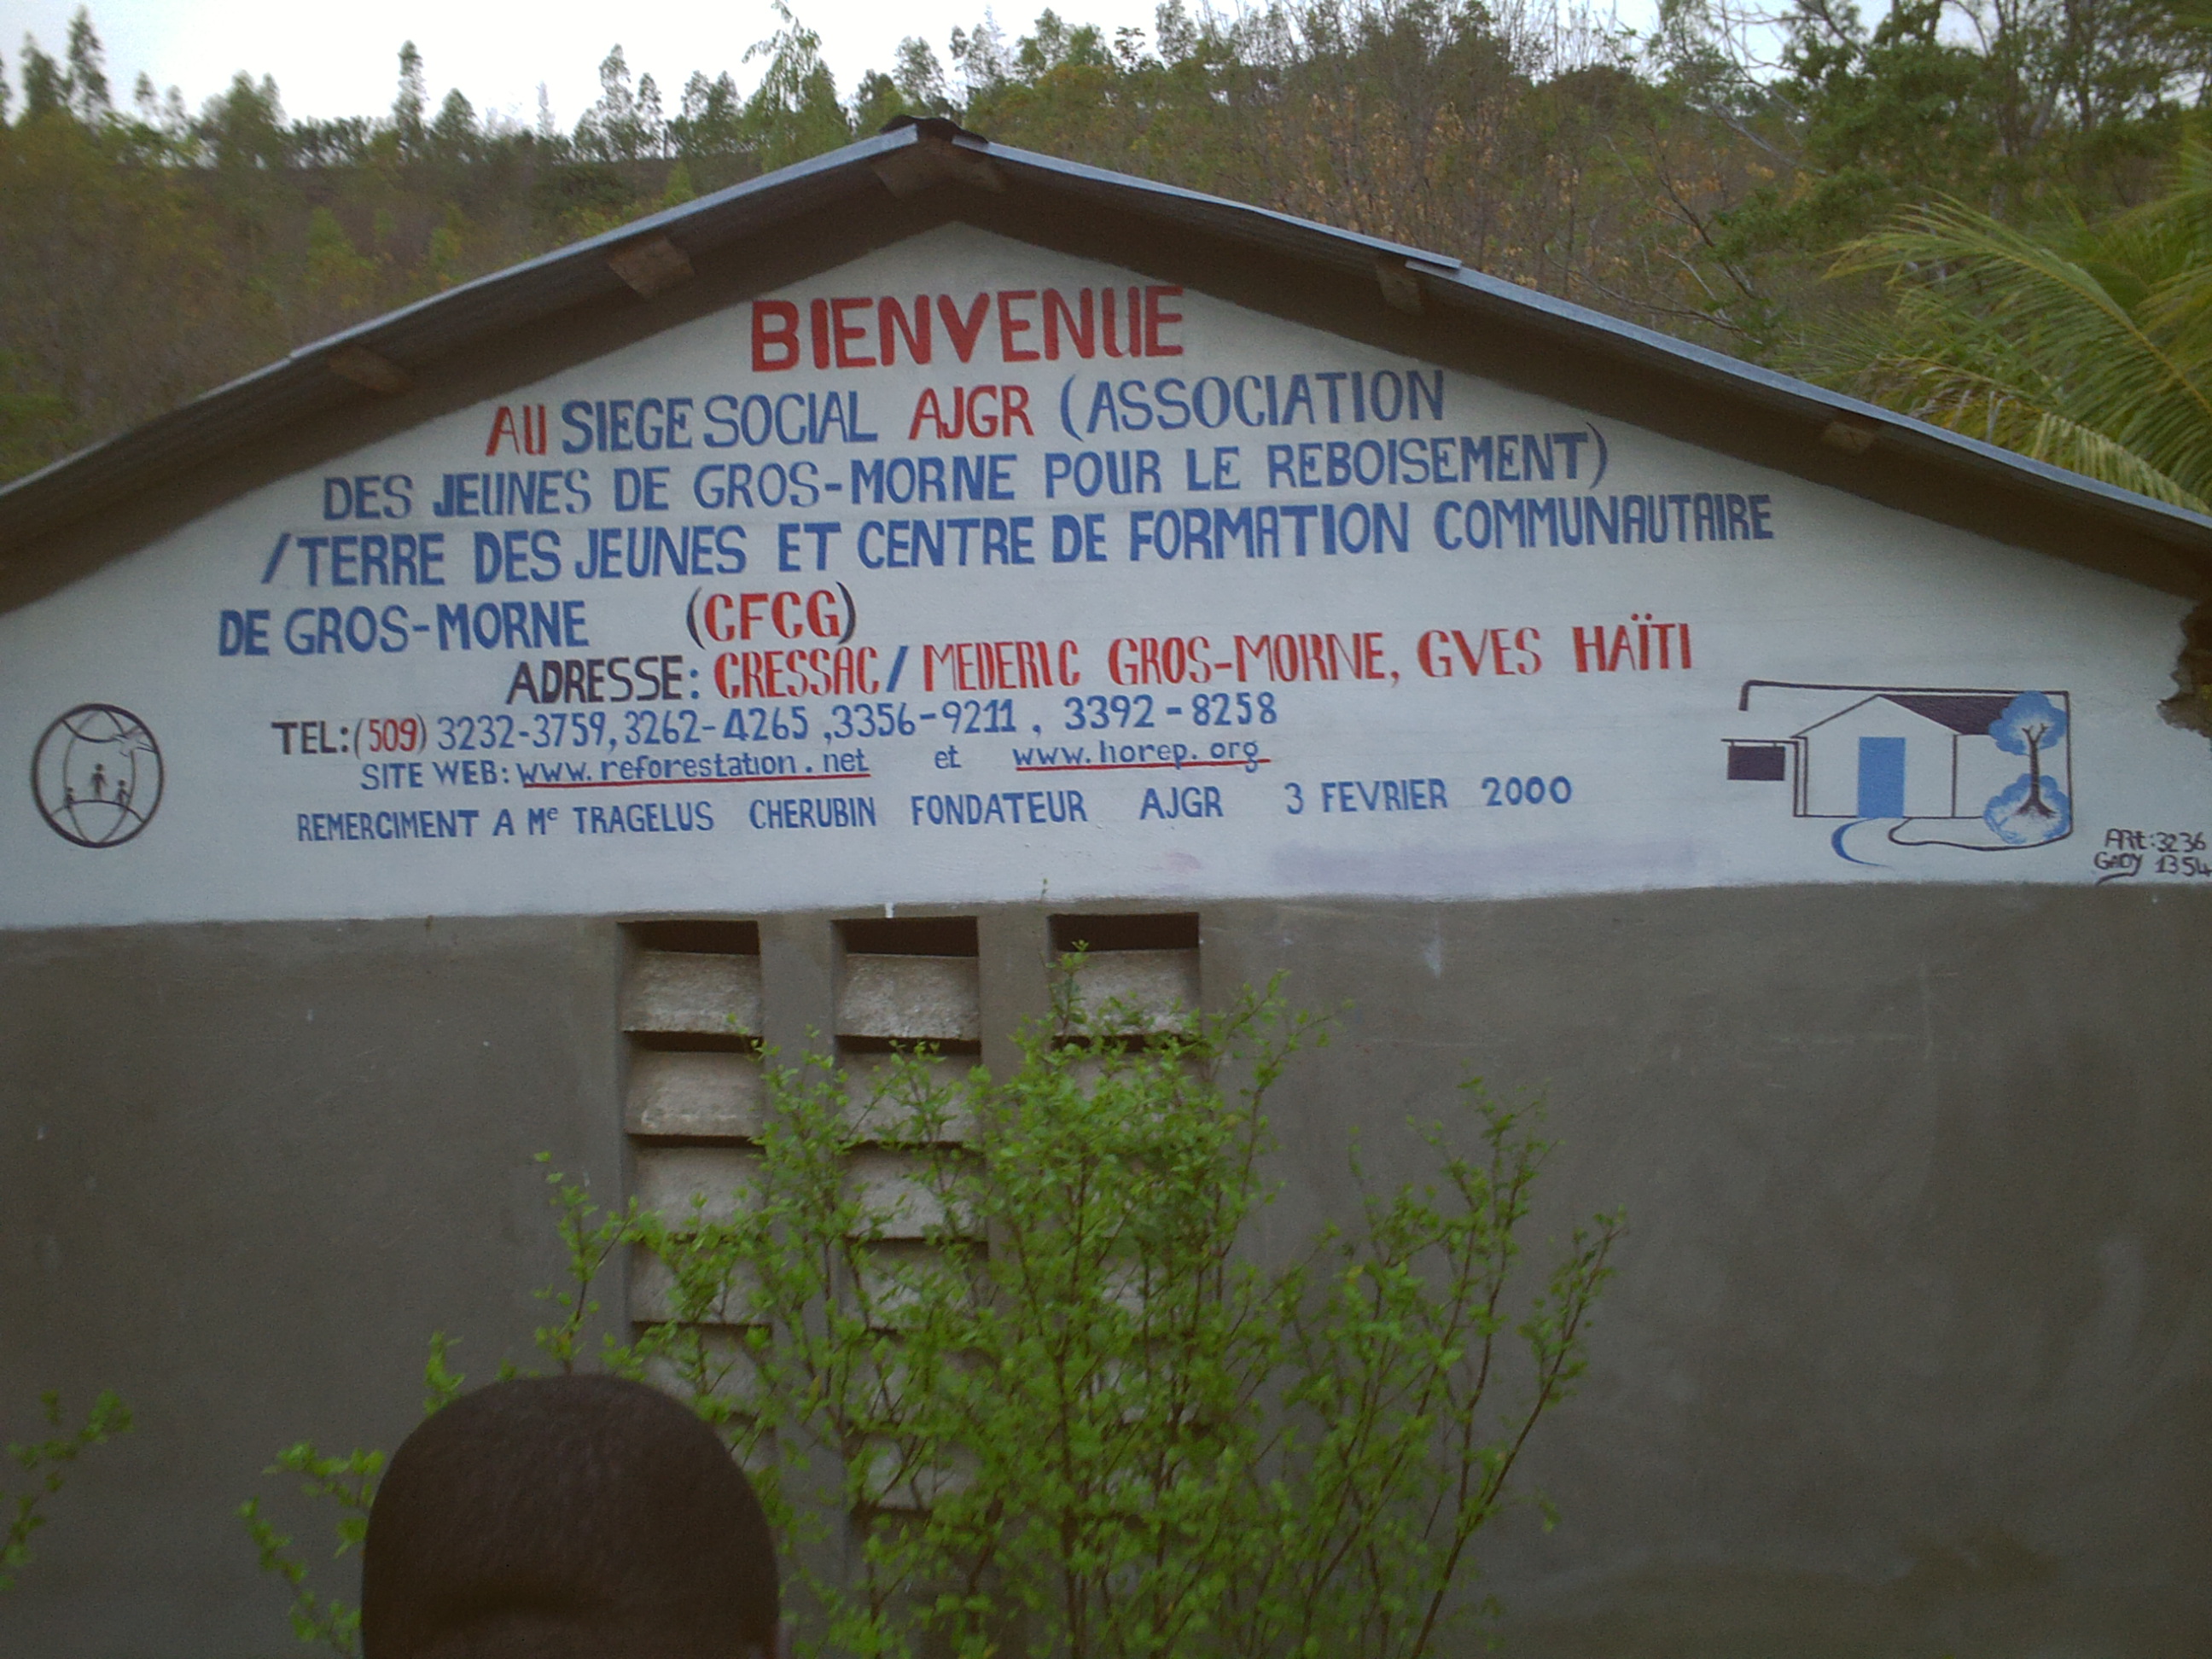 BIENVENUE
AU SIEGE SOCIAL AJGR (ASSOCIATION
DES JEUNES DE GROS-MORNE POUR LE REBOISEMENT)
/TERRE DES JEUNES ET CENTRE DE FORMATION COMMUNAUTAIRE
DE GROS-MORNE (CFCG)
ADRESSE: CRESSAC/ MEDERIC GROS-MORNE, GVES HAÏTI
TEL:(509) 3232-3759, 3262-4265, 3356-9211, 3392-8258
SITE WEB: www.reforestation.net et www.horep.org
REMERCIMENT A Me TRAGELUS CHERUBIN FONDATEUR AJGR 3 FEVRIER 2000
ARt: 3236
GADY 1354